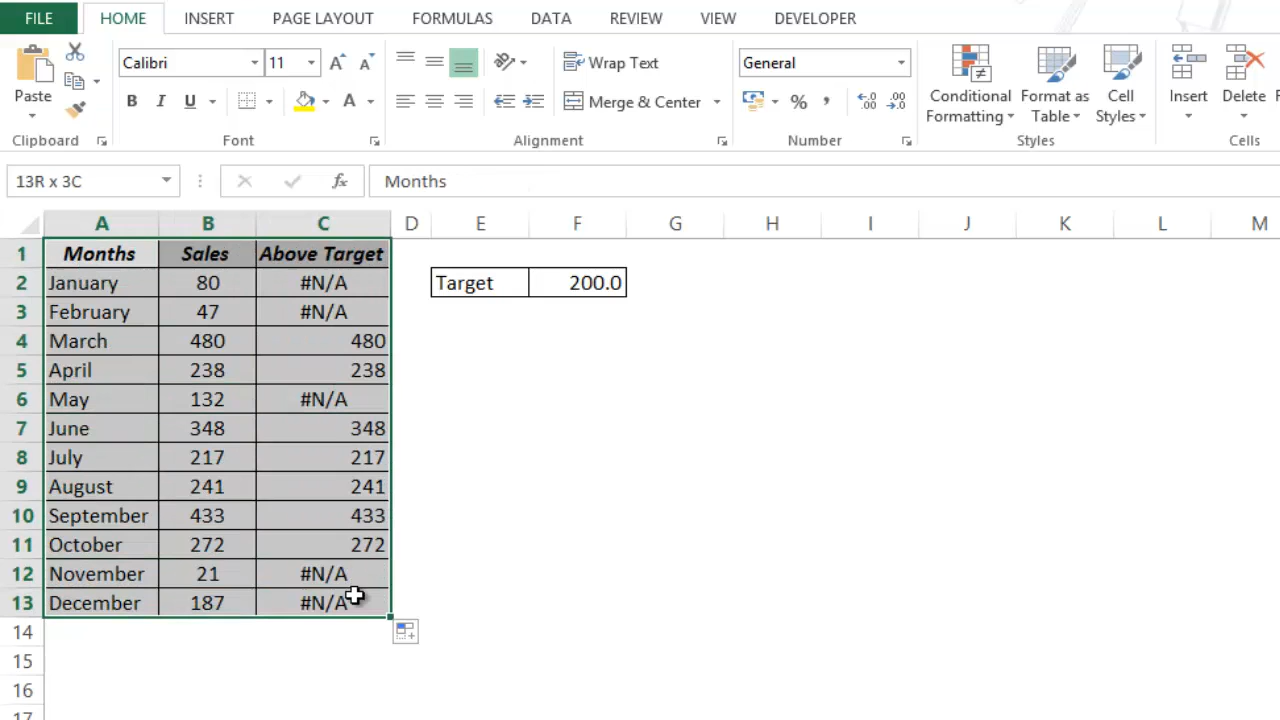 FILE HOME INSERT PAGE LAYOUT FORMULAS DATA REVIEW VIEW DEVELOPER
Calibri 11 A A Wrap Text General
Paste B I U A Merge & Center % , .00 .0 Conditional Formatting Format as Table Cell Styles Insert Delete
Clipboard Font Alignment Number Styles Cells
13R x 3C fx Months
A B C D E F G H I J K L M
1 Months Sales Above Target
2 January 80 #N/A Target 200.0
3 February 47 #N/A
4 March 480 480
5 April 238 238
6 May 132 #N/A
7 June 348 348
8 July 217 217
9 August 241 241
10 September 433 433
11 October 272 272
12 November 21 #N/A
13 December 187 #N/A
14
15
16
17